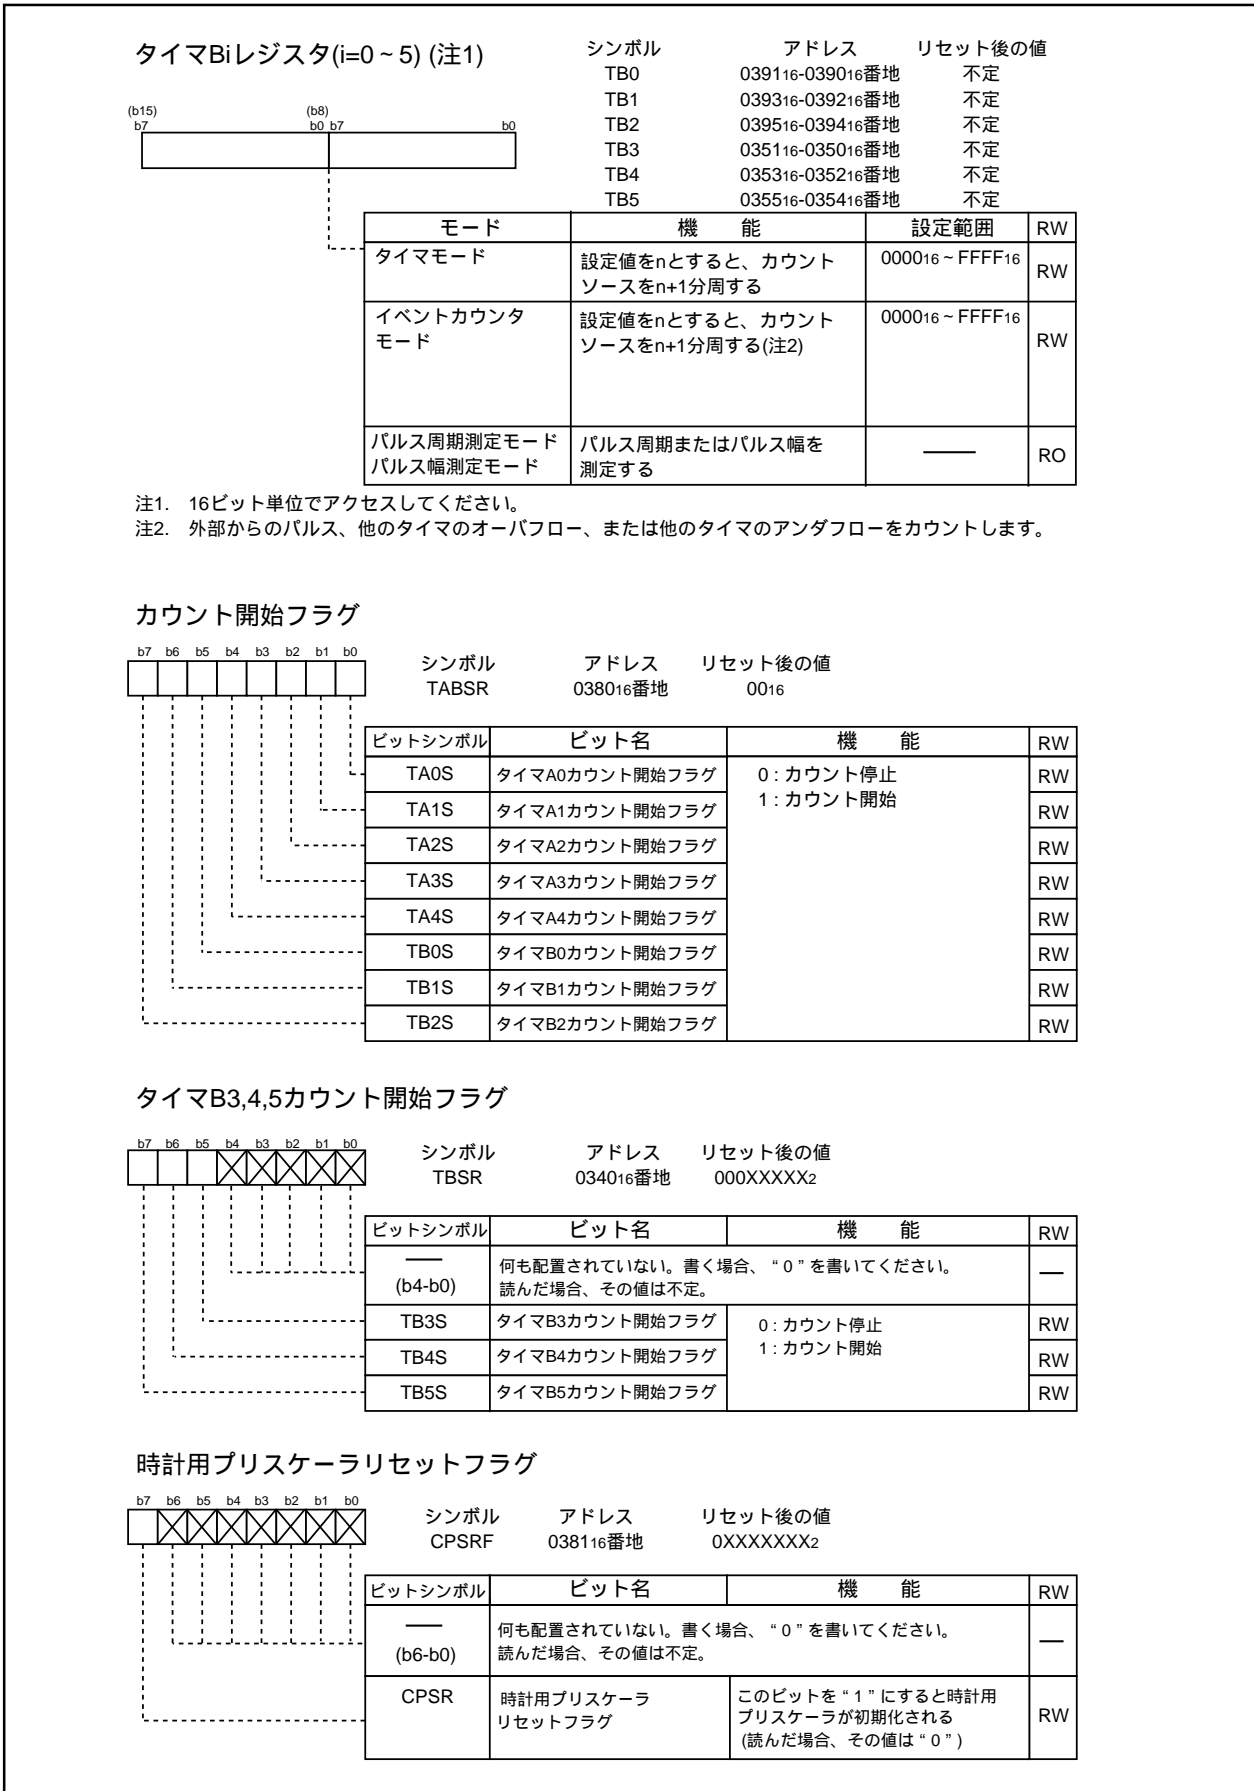 タイマBiレジスタ(i=0～5) (注1)
シンボル アドレス リセット後の値
TB0 039116-039016番地 不定
TB1 039316-039216番地 不定
TB2 039516-039416番地 不定
TB3 035116-035016番地 不定
TB4 035316-035216番地 不定
TB5 035516-035416番地 不定
(b15) (b8)
b7 b0 b7 b0
モード 機 能 設定範囲 RW
タイマモード 設定値をnとすると、カウント 000016～FFFF16 RW
ソースをn+1分周する
イベントカウンタ 設定値をnとすると、カウント 000016～FFFF16 RW
モード ソースをn+1分周する(注2)
パルス周期測定モード パルス周期またはパルス幅を ― RO
パルス幅測定モード 測定する
注1. 16ビット単位でアクセスしてください。
注2. 外部からのパルス、他のタイマのオーバフロー、または他のタイマのアンダフローをカウントします。
カウント開始フラグ
b7 b6 b5 b4 b3 b2 b1 b0
シンボル アドレス リセット後の値
TABSR 038016番地 0016
ビットシンボル ビット名 機 能 RW
TA0S タイマA0カウント開始フラグ 0 : カウント停止 RW
1 : カウント開始
TA1S タイマA1カウント開始フラグ RW
TA2S タイマA2カウント開始フラグ RW
TA3S タイマA3カウント開始フラグ RW
TA4S タイマA4カウント開始フラグ RW
TB0S タイマB0カウント開始フラグ RW
TB1S タイマB1カウント開始フラグ RW
TB2S タイマB2カウント開始フラグ RW
タイマB3,4,5カウント開始フラグ
b7 b6 b5 b4 b3 b2 b1 b0
シンボル アドレス リセット後の値
TBSR 034016番地 000XXXXX2
ビットシンボル ビット名 機 能 RW
― 何も配置されていない。書く場合、“ 0 ” を書いてください。 ―
(b4-b0) 読んだ場合、その値は不定。
TB3S タイマB3カウント開始フラグ 0 : カウント停止 RW
1 : カウント開始
TB4S タイマB4カウント開始フラグ RW
TB5S タイマB5カウント開始フラグ RW
時計用プリスケーラリセットフラグ
b7 b6 b5 b4 b3 b2 b1 b0
シンボル アドレス リセット後の値
CPSRF 038116番地 0XXXXXXX2
ビットシンボル ビット名 機 能 RW
― 何も配置されていない。書く場合、“ 0 ” を書いてください。 ―
(b6-b0) 読んだ場合、その値は不定。
CPSR 時計用プリスケーラ このビットを “ 1 ” にすると時計用 RW
リセットフラグ プリスケーラが初期化される
(読んだ場合、その値は “ 0 ” )